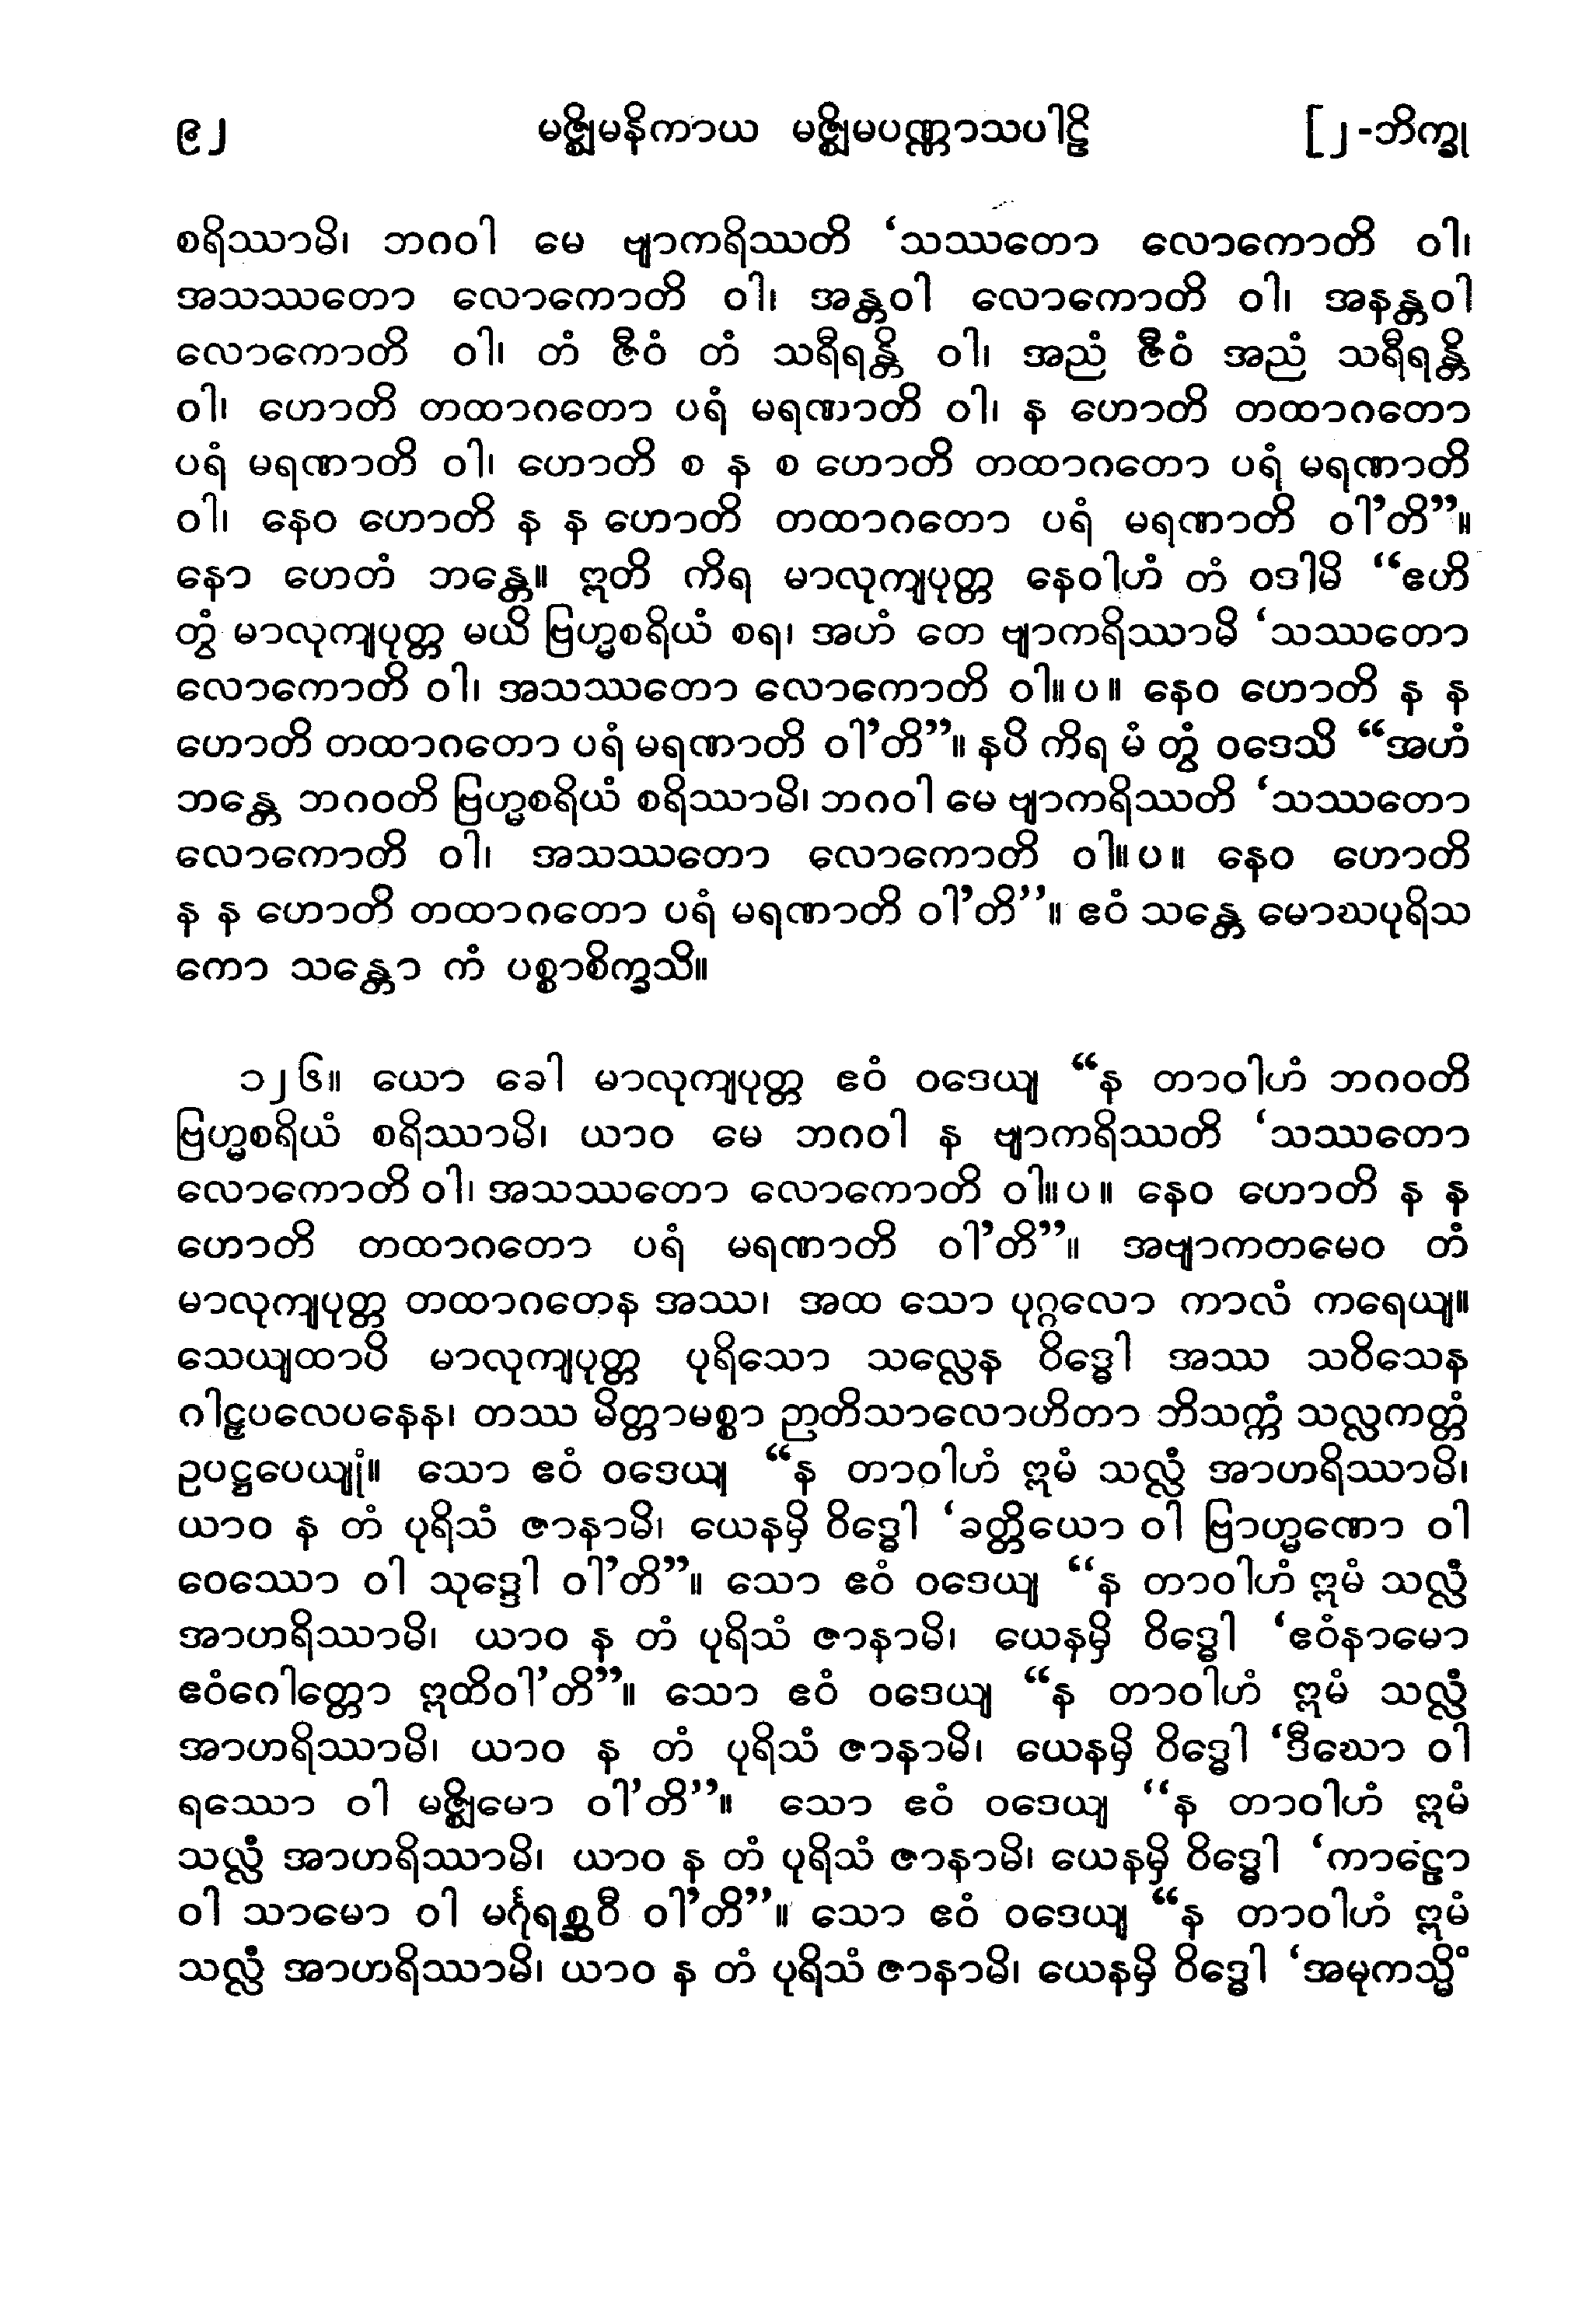 ၉၂ မဇ္ဈိမနိကာယ မဇ္ဈိမပဏ္ဏာသပါဠိ [၂-ဘိက္ခု
စရိဿာမိ၊ ဘဂဝါ မေ ဗျာကရိဿတိ ‘သဿတော လောကောတိ ဝါ၊
အသဿတော လောကောတိ ဝါ၊ အန္တဝါ လောကောတိ ဝါ၊ အနန္တဝါ
လောကောတိ ဝါ၊ တံ ဇီဝံ တံ သရီရန္တိ ဝါ၊ အညံ ဇီဝံ အညံ သရီရန္တိ
ဝါ၊ ဟောတိ တထာဂတော ပရံ မရဏာတိ ဝါ၊ န ဟောတိ တထာဂတော
ပရံ မရဏာတိ ဝါ၊ ဟောတိ စ န စ ဟောတိ တထာဂတော ပရံ မရဏာတိ
ဝါ၊ နေဝ ဟောတိ န န ဟောတိ တထာဂတော ပရံ မရဏာတိ ဝါ’တိ”။
နော ဟေတံ ဘန္တေ။ ဣတိ ကိရ မာလုကျပုတ္တ နေဝါဟံ တံ ဝဒါမိ “ဧဟိ
တွံ မာလုကျပုတ္တ မယိ ဗြဟ္မစရိယံ စရ၊ အဟံ တေ ဗျာကရိဿာမိ ‘သဿတော
လောကောတိ ဝါ၊ အသဿတော လောကောတိ ဝါ။ပ။ နေဝ ဟောတိ န န
ဟောတိ တထာဂတော ပရံ မရဏာတိ ဝါ’တိ”။ နပိ ကိရ မံ တွံ ဝဒေသိ “အဟံ
ဘန္တေ ဘဂဝတိ ဗြဟ္မစရိယံ စရိဿာမိ၊ ဘဂဝါ မေ ဗျာကရိဿတိ ‘သဿတော
လောကောတိ ဝါ၊ အသဿတော လောကောတိ ဝါ။ပ။ နေဝ ဟောတိ
န န ဟောတိ တထာဂတော ပရံ မရဏာတိ ဝါ’တိ”။ ဧဝံ သန္တေ မောဃပုရိသ
ကော သန္တော ကံ ပစ္စာစိက္ခသိ။
၁၂၆။ ယော ခေါ မာလုကျပုတ္တ ဧဝံ ဝဒေယျ “န တာဝါဟံ ဘဂဝတိ
ဗြဟ္မစရိယံ စရိဿာမိ၊ ယာဝ မေ ဘဂဝါ န ဗျာကရိဿတိ ‘သဿတော
လောကောတိ ဝါ၊ အသဿတော လောကောတိ ဝါ။ပ။ နေဝ ဟောတိ န န
ဟောတိ တထာဂတော ပရံ မရဏာတိ ဝါ’တိ”။ အဗျာကတမေဝ တံ
မာလုကျပုတ္တ တထာဂတေန အဿ၊ အထ သော ပုဂ္ဂလော ကာလံ ကရေယျ။
သေယျထာပိ မာလုကျပုတ္တ ပုရိသော သလ္လေန ဝိဒ္ဓေါ အဿ သဝိသေန
ဂါဠှပလေပနေန၊ တဿ မိတ္တာမစ္စာ ဉာတိသာလောဟိတာ ဘိသက္ကံ သလ္လကတ္တံ
ဥပဋ္ဌပေယျုံ။ သော ဧဝံ ဝဒေယျ “န တာဝါဟံ ဣမံ သလ္လံ အာဟရိဿာမိ၊
ယာဝ န တံ ပုရိသံ ဇာနာမိ၊ ယေနမှိ ဝိဒ္ဓေါ ‘ခတ္တိယော ဝါ ဗြာဟ္မဏော ဝါ
ဝေဿော ဝါ သုဒ္ဒေါ ဝါ’တိ”။ သော ဧဝံ ဝဒေယျ “န တာဝါဟံ ဣမံ သလ္လံ
အာဟရိဿာမိ၊ ယာဝ န တံ ပုရိသံ ဇာနာမိ၊ ယေနမှိ ဝိဒ္ဓေါ ‘ဧဝံနာမော
ဧဝံဂေါတ္တော ဣတိဝါ’တိ”။ သော ဧဝံ ဝဒေယျ “န တာဝါဟံ ဣမံ သလ္လံ
အာဟရိဿာမိ၊ ယာဝ န တံ ပုရိသံ ဇာနာမိ၊ ယေနမှိ ဝိဒ္ဓေါ ‘ဒီဃော ဝါ
ရဿော ဝါ မဇ္ဈိမော ဝါ’တိ”။ သော ဧဝံ ဝဒေယျ “န တာဝါဟံ ဣမံ
သလ္လံ အာဟရိဿာမိ၊ ယာဝ န တံ ပုရိသံ ဇာနာမိ၊ ယေနမှိ ဝိဒ္ဓေါ ‘ကာဠော
ဝါ သာမော ဝါ မင်္ဂုရစ္ဆဝီ ဝါ’တိ”။ သော ဧဝံ ဝဒေယျ “န တာဝါဟံ ဣမံ
သလ္လံ အာဟရိဿာမိ၊ ယာဝ န တံ ပုရိသံ ဇာနာမိ၊ ယေနမှိ ဝိဒ္ဓေါ ‘အမုကသ္မိံ